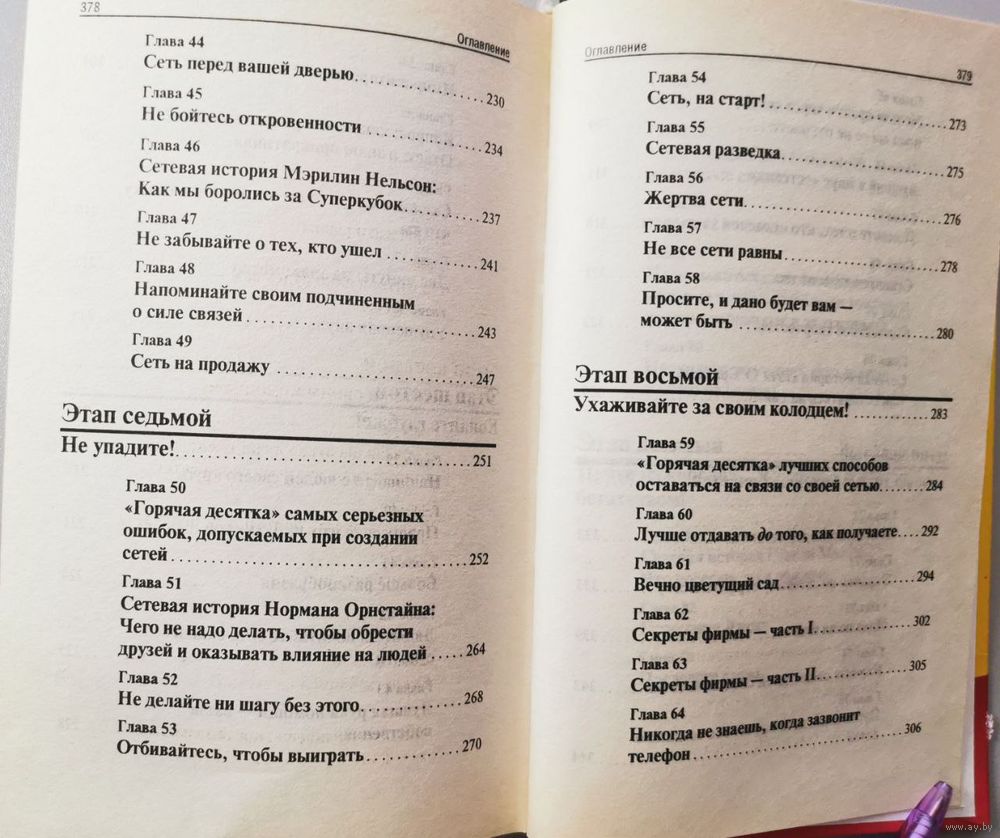 378
Оглавление
Глава 44
Сеть перед вашей дверью 230
Глава 45
Не бойтесь откровенности 234
Глава 46
Сетевая история Мэрилин Нельсон:
Как мы боролись за Суперкубок 237
Глава 47
Не забывайте о тех, кто ушел 241
Глава 48
Напоминайте своим подчиненным
о силе связей 243
Глава 49
Сеть на продажу 247
Этап седьмой
Не упадите! 251
Глава 50
«Горячая десятка» самых серьезных
ошибок, допускаемых при создании
сетей 252
Глава 51
Сетевая история Нормана Орнстайна:
Чего не надо делать, чтобы обрести
друзей и оказывать влияние на людей 264
Глава 52
Не делайте ни шагу без этого 268
Глава 53
Отбивайтесь, чтобы выиграть 270
Оглавление
379
Глава 54
Сеть, на старт! 273
Глава 55
Сетевая разведка 275
Глава 56
Жертва сети 276
Глава 57
Не все сети равны 278
Глава 58
Просите, и дано будет вам —
может быть 280
Этап восьмой
Ухаживайте за своим колодцем! 283
Глава 59
«Горячая десятка» лучших способов
оставаться на связи со своей сетью 284
Глава 60
Лучше отдавать до того, как получаете 292
Глава 61
Вечно цветущий сад 294
Глава 62
Секреты фирмы — часть I 302
Глава 63
Секреты фирмы — часть II 305
Глава 64
Никогда не знаешь, когда зазвонит
телефон 306
www.ay.by